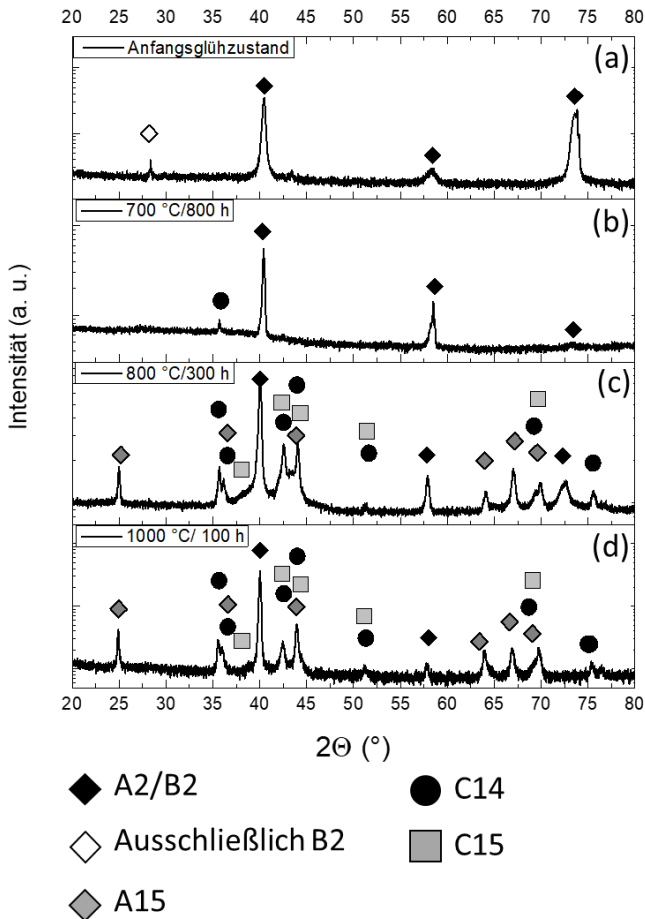 20 25 30 35 40 45 50 55 60 65 70 75 80
Anfangsglühzustand
(a)
700 °C/800 h
(b)
800 °C/300 h
(c)
1000 °C/ 100 h
(d)
Intensität (a. u.)
20 25 30 35 40 45 50 55 60 65 70 75 80
2Θ (°)
A2/B2
C14
Ausschließlich B2
C15
A15